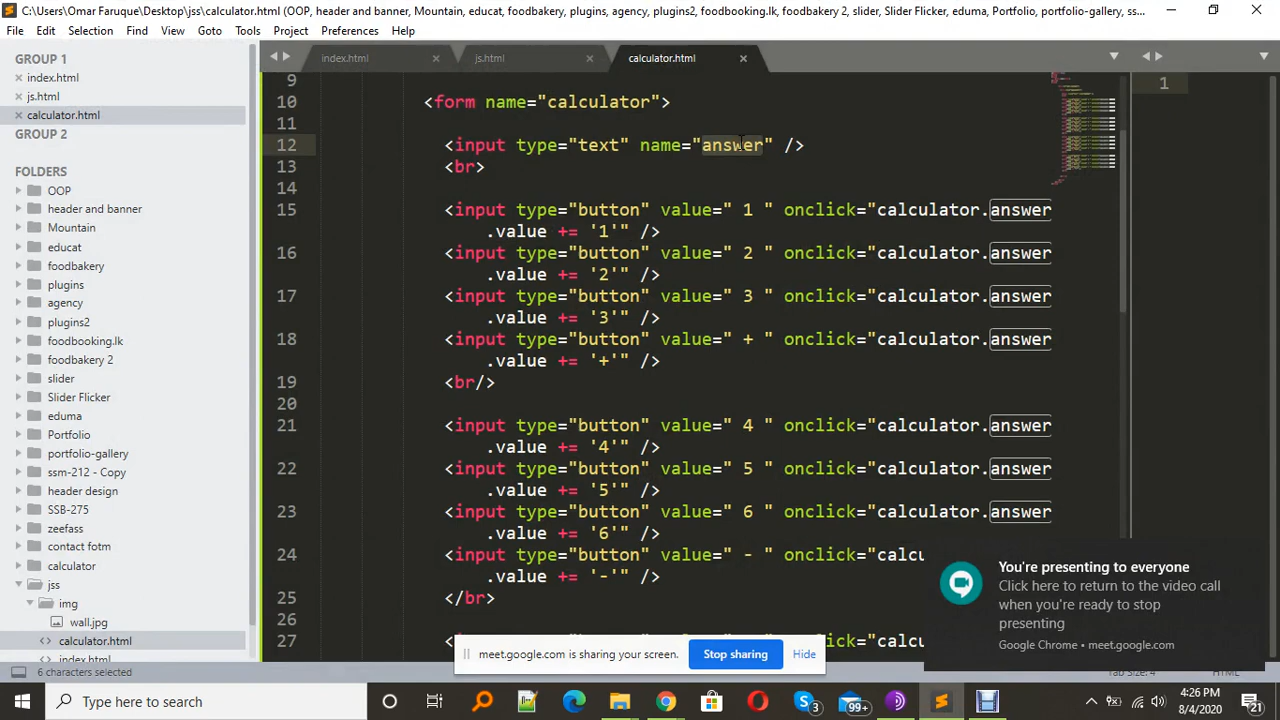 C:\Users\Omar Faruque\Desktop\jss\calculator.html (OOP, header and banner, Mountain, educat, foodbakery, plugins, agency, plugins2, foodbooking.lk, foodbakery 2, slider, Slider Flicker, eduma, Portfolio, portfolio-gallery, ss...
File Edit Selection Find View Goto Tools Project Preferences Help
GROUP 1
index.html
js.html
calculator.html
GROUP 2
FOLDERS
OOP
header and banner
Mountain
educat
foodbakery
plugins
agency
plugins2
foodbooking.lk
foodbakery 2
slider
Slider Flicker
eduma
Portfolio
portfolio-gallery
ssm-212 - Copy
header design
SSB-275
zeefass
contact fotm
calculator
jss
img
wall.jpg
calculator.html
index.html
index.html js.html calculator.html
9
10 <form name="calculator">
11
12 <input type="text" name="answer" />
13 <br>
14
15 <input type="button" value=" 1 " onclick="calculator.answer
.value += '1'" />
16 <input type="button" value=" 2 " onclick="calculator.answer
.value += '2'" />
17 <input type="button" value=" 3 " onclick="calculator.answer
.value += '3'" />
18 <input type="button" value=" + " onclick="calculator.answer
.value += '+'" />
19 <br/>
20
21 <input type="button" value=" 4 " onclick="calculator.answer
.value += '4'" />
22 <input type="button" value=" 5 " onclick="calculator.answer
.value += '5'" />
23 <input type="button" value=" 6 " onclick="calculator.answer
.value += '6'" />
24 <input type="button" value=" - " onclick="calcu
.value += '-'" />
25 </br>
26
27
1
You're presenting to everyone
Click here to return to the video call
when you're ready to stop
presenting
Google Chrome • meet.google.com
meet.google.com is sharing your screen. Stop sharing Hide
6 characters selected
Tab Size: 4 HTML
Type here to search
3
99+
4:26 PM
8/4/2020
21